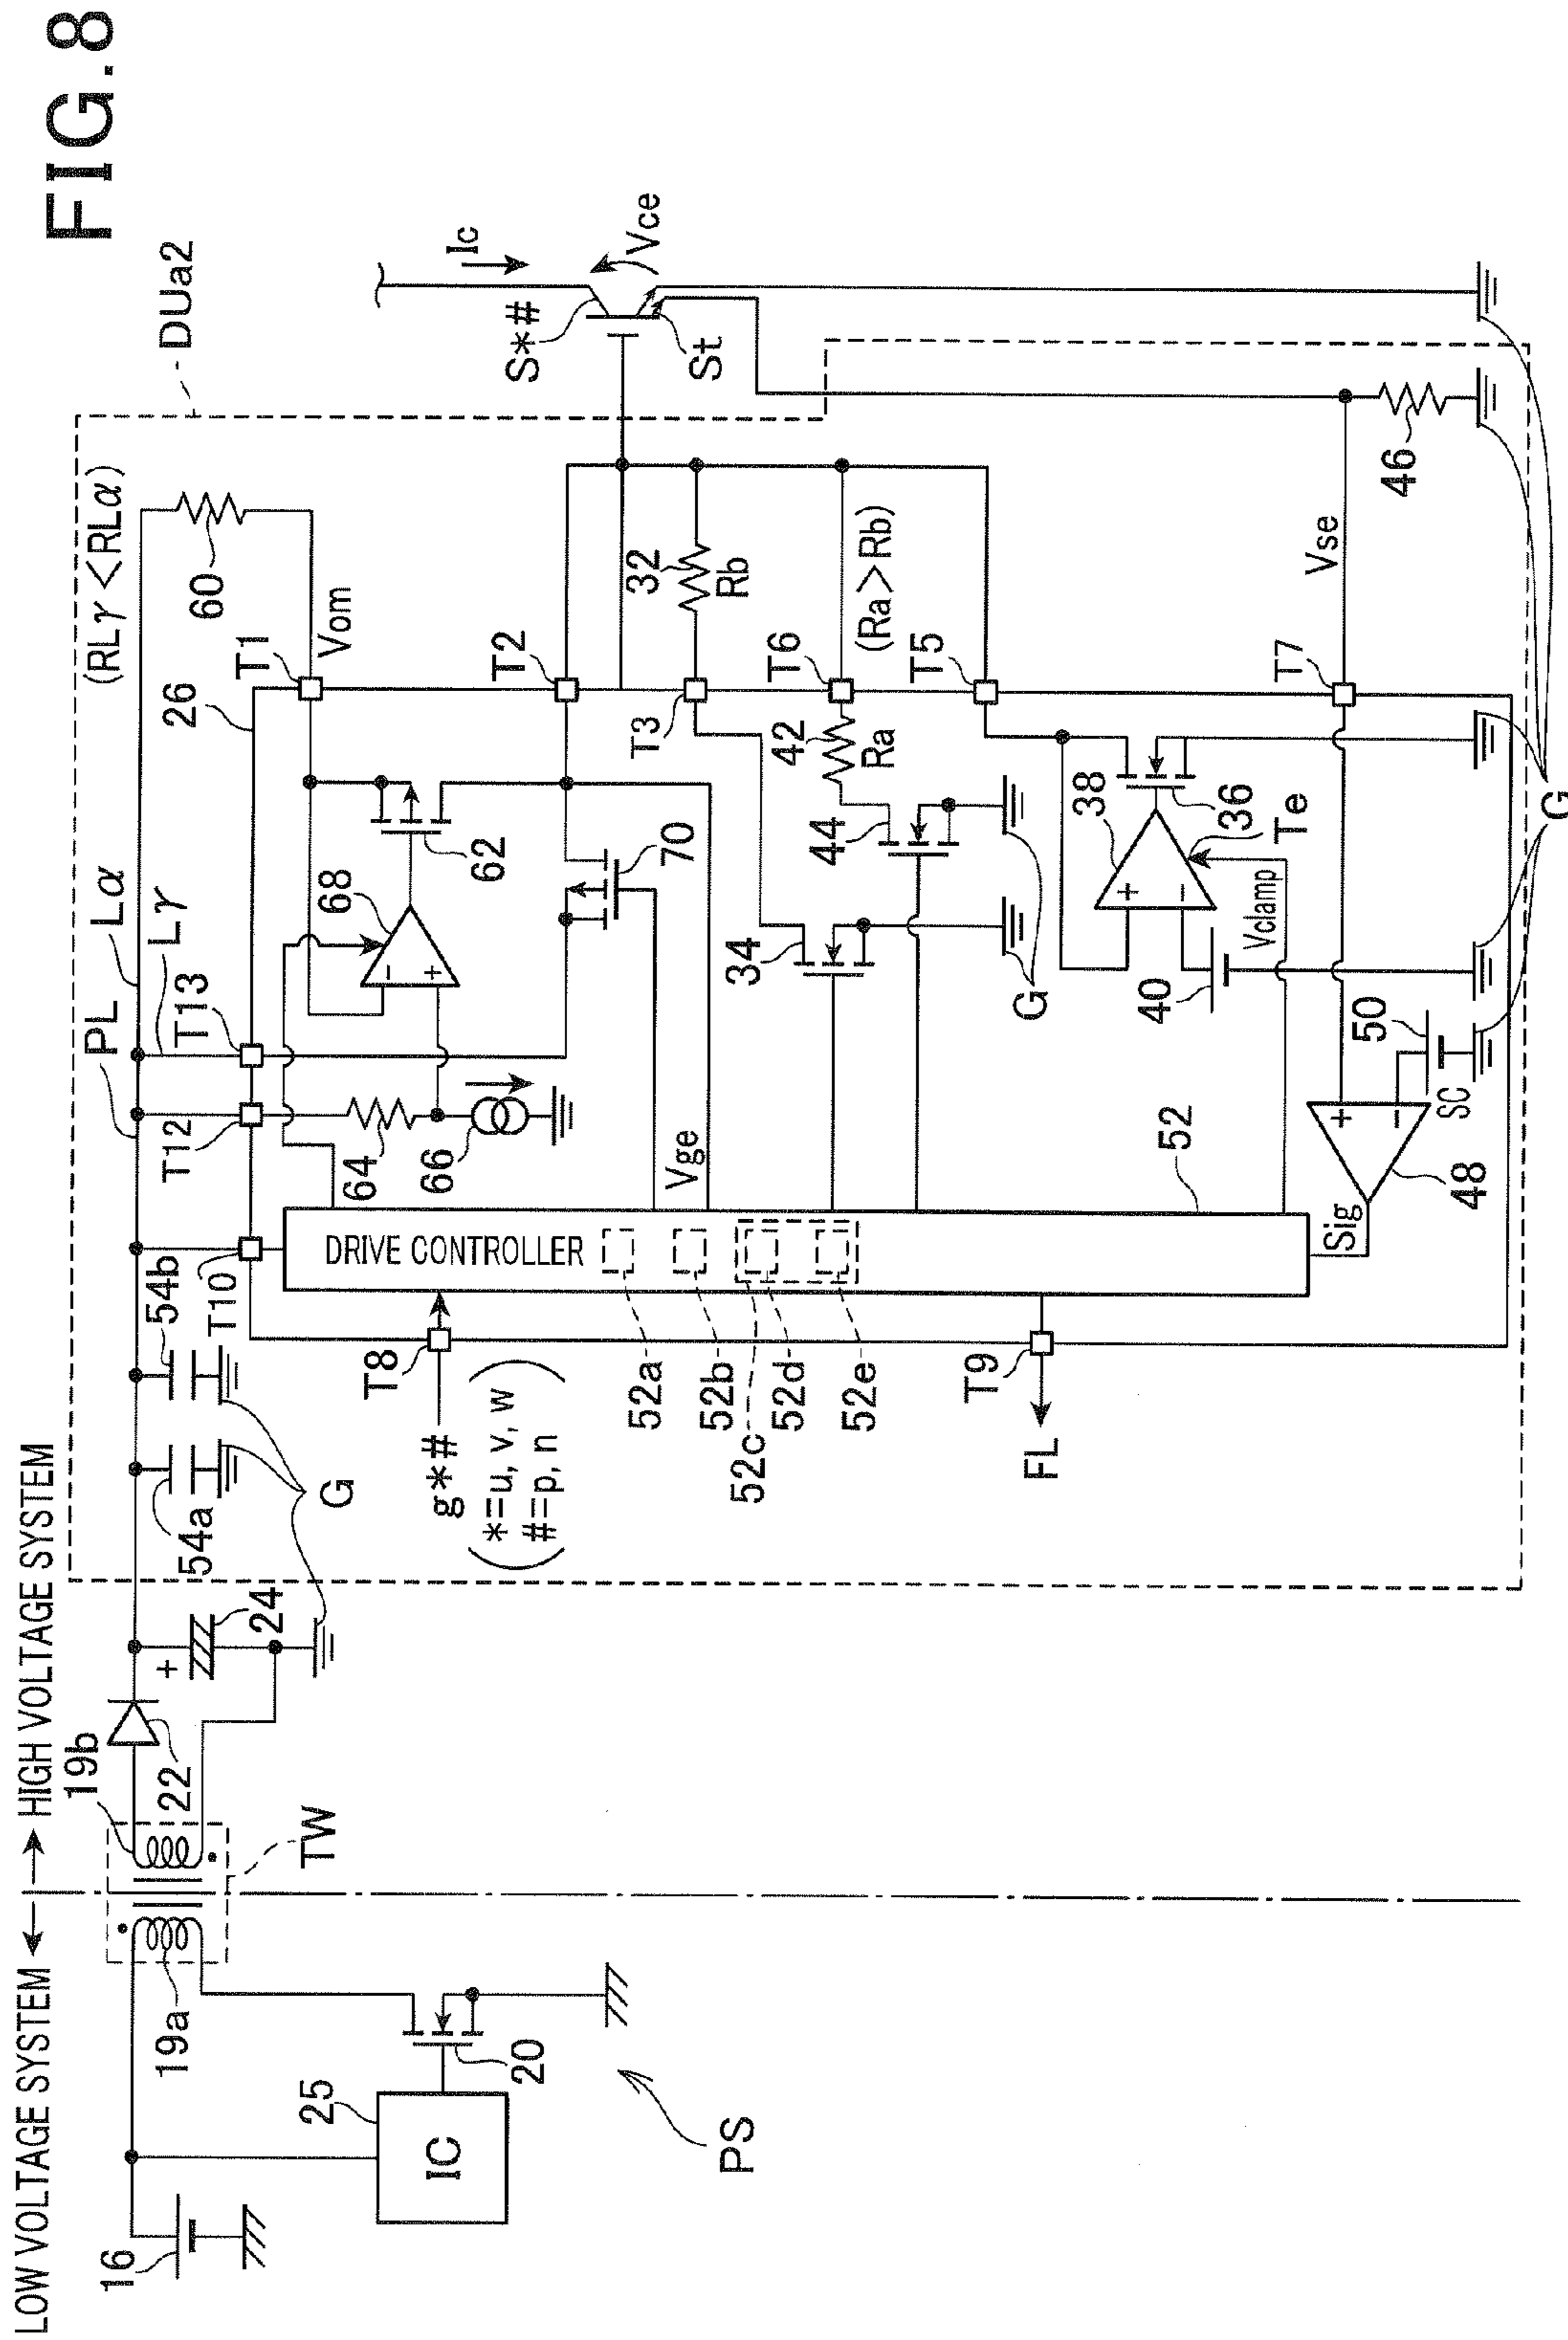 FIG.8
LOW VOLTAGE SYSTEM
HIGH VOLTAGE SYSTEM
16
25
IC
20
PS
19a
19b
TW
22
+
24
G
54a
54b
T10
T12
T13
PL
Lγ
Lα
(RLγ<RLα)
DUa2
26
60
T1
Vom
64
66
68
-
+
62
70
Vge
T2
T3
32
Rb
T6
(Ra>Rb)
T5
42
Ra
44
34
G
38
+
-
36
Te
Vclamp
40
T7
Vse
46
G
50
SC
+
-
48
Sig
52
DRIVE CONTROLLER
52a
52b
52c
52d
52e
T8
g*#
(*=u, v, w
#=p, n)
T9
FL
S*#
St
Ic
Vce